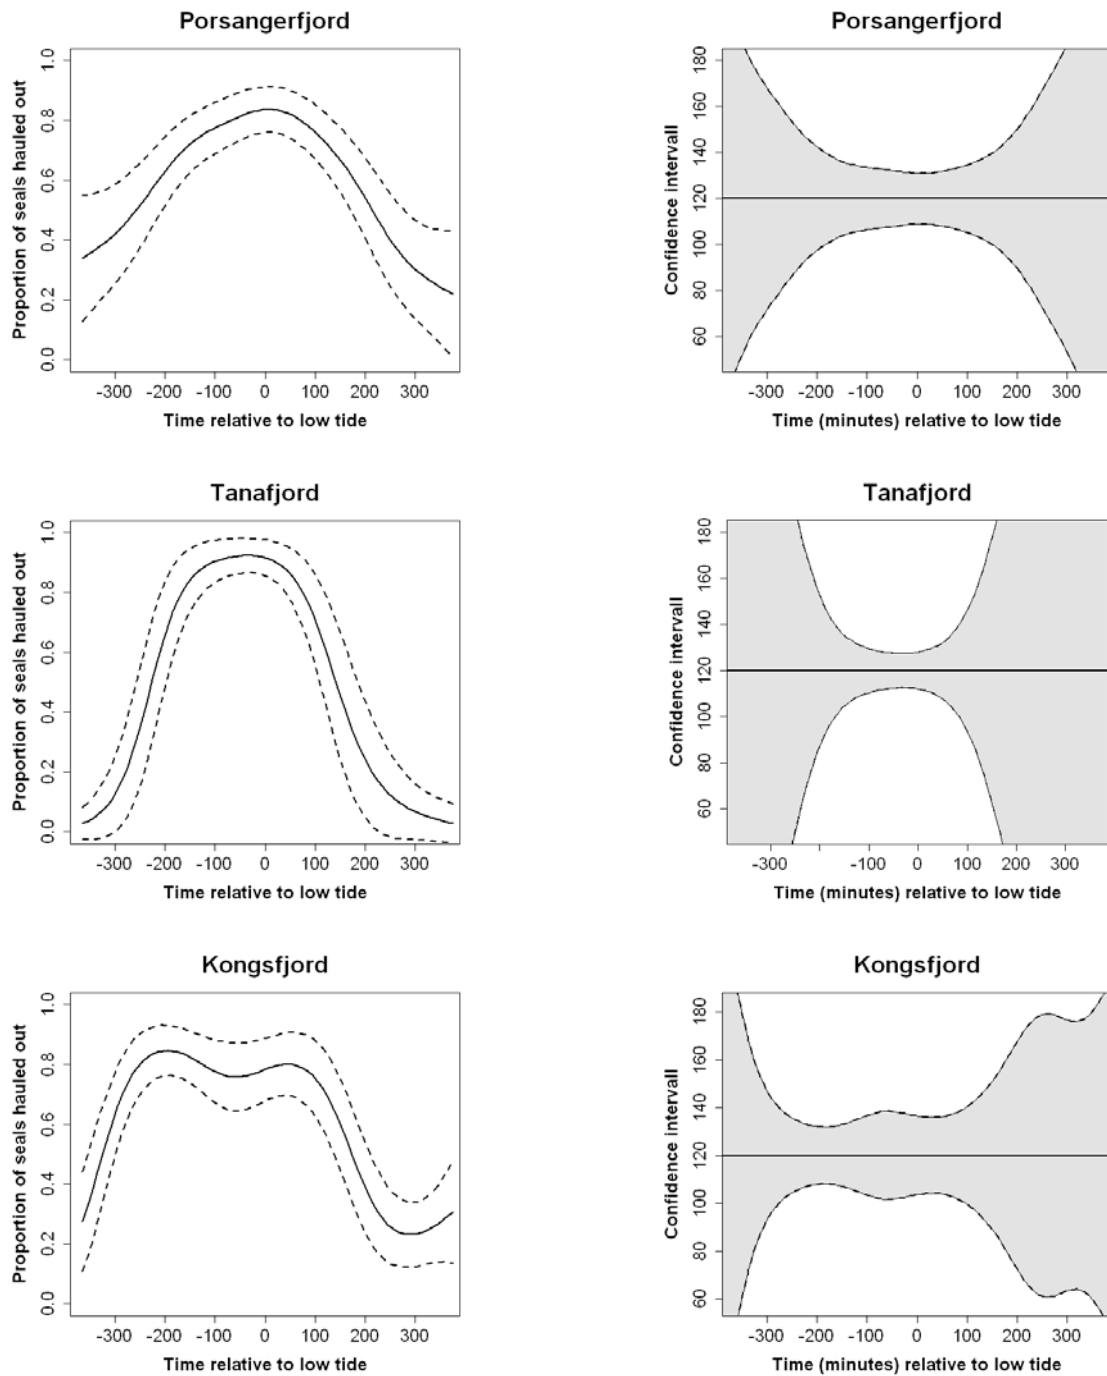 Porsangerfjord
Proportion of seals hauled out
0.0 0.2 0.4 0.6 0.8 1.0
-300 -200 -100 0 100 200 300
Time relative to low tide
Porsangerfjord
Confidence intervall
60 80 100 120 140 160 180
-300 -200 -100 0 100 200 300
Time (minutes) relative to low tide
Tanafjord
Proportion of seals hauled out
0.0 0.2 0.4 0.6 0.8 1.0
-300 -200 -100 0 100 200 300
Time relative to low tide
Tanafjord
Confidence intervall
60 80 100 120 140 160 180
-300 -100 0 100 200 300
Time (minutes) relative to low tide
Kongsfjord
Proportion of seals hauled out
0.0 0.2 0.4 0.6 0.8 1.0
-300 -200 -100 0 100 200 300
Time relative to low tide
Kongsfjord
Confidence intervall
60 80 100 120 140 160 180
-300 -200 -100 0 100 200 300
Time (minutes) relative to low tide